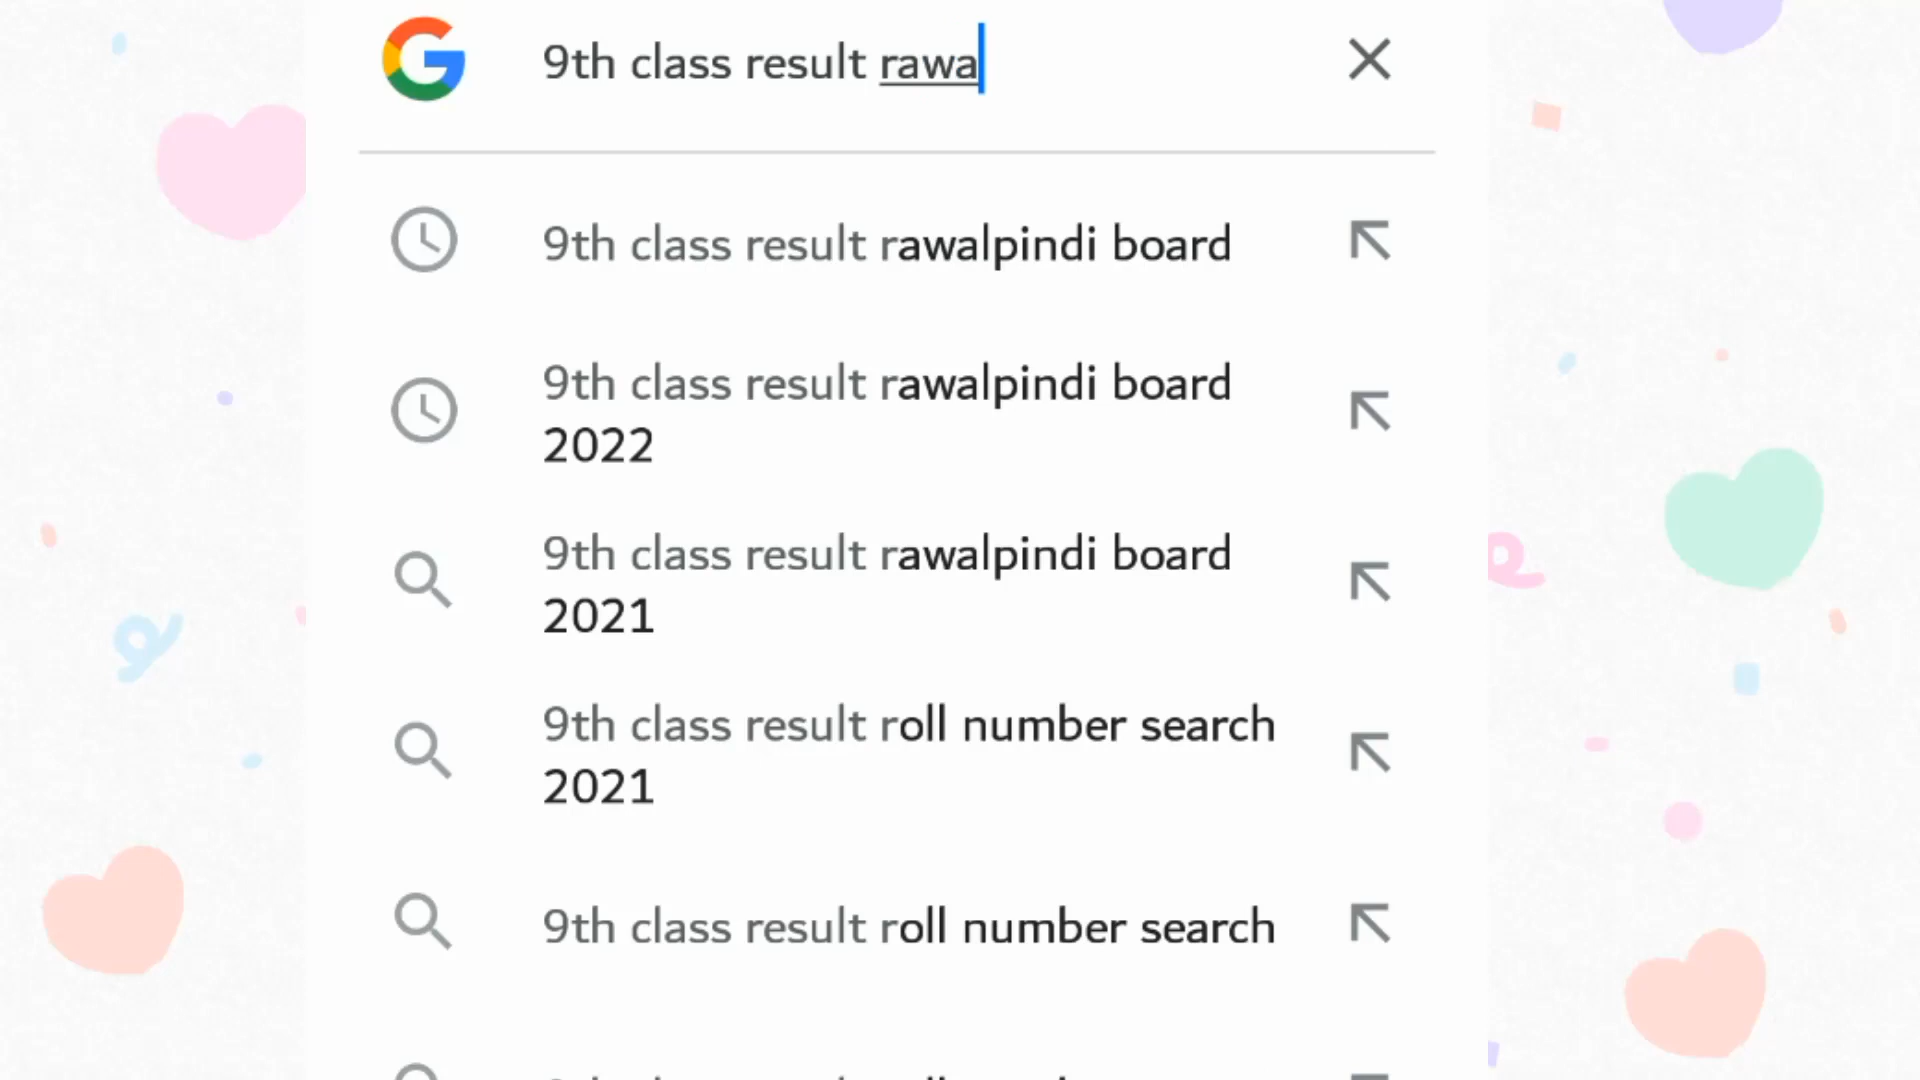 9th class result rawa
9th class result rawalpindi board
9th class result rawalpindi board
2022
9th class result rawalpindi board
2021
9th class result roll number search
2021
9th class result roll number search